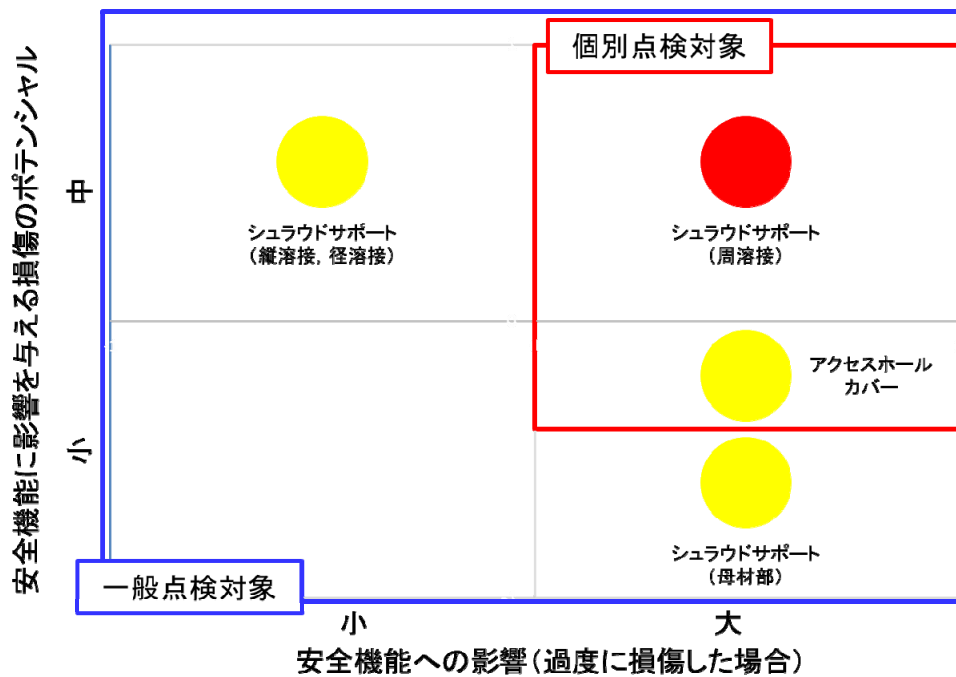 個別点検対象
安全機能に影響を与える損傷のポテンシャル
中
小
シュラウドサポート
（縦溶接，径溶接）
シュラウドサポート
（周溶接）
アクセスホール
カバー
シュラウドサポート
（母材部）
一般点検対象
小
大
安全機能への影響（過度に損傷した場合）